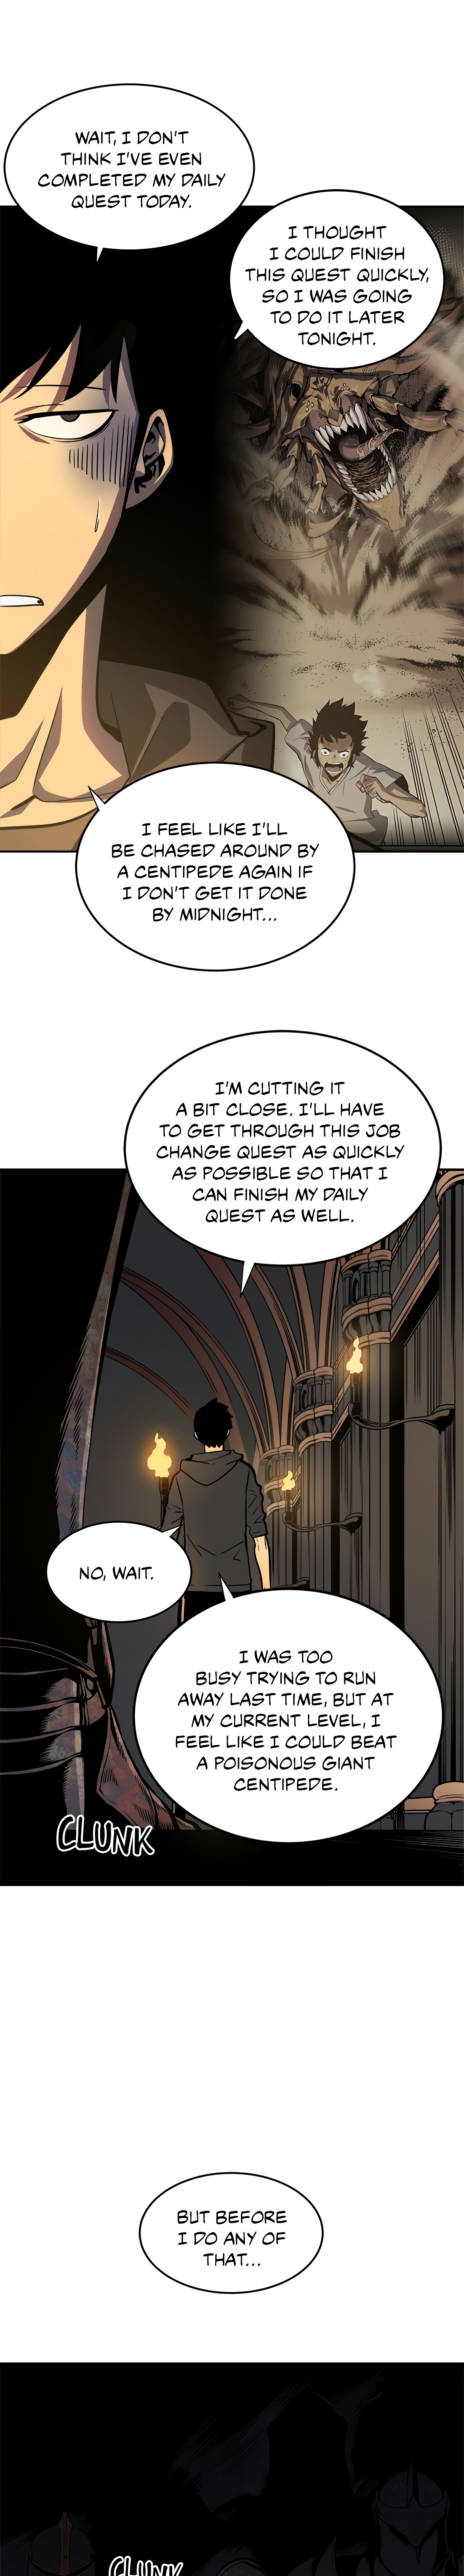 WAIT, I DON'T
THINK I'VE EVEN
COMPLETED MY DAILY
QUEST TODAY.
I THOUGHT
I COULD FINISH
THIS QUEST QUICKLY,
SO I WAS GOING
TO DO IT LATER
TONIGHT.
I FEEL LIKE I'LL
BE CHASED AROUND BY
A CENTIPEDE AGAIN IF
I DON'T GET IT DONE
BY MIDNIGHT...
I'M CUTTING IT
A BIT CLOSE. I'LL HAVE
TO GET THROUGH THIS JOB
CHANGE QUEST AS QUICKLY
AS POSSIBLE SO THAT I
CAN FINISH MY DAILY
QUEST AS WELL.
NO, WAIT.
I WAS TOO
BUSY TRYING TO RUN
AWAY LAST TIME, BUT AT
MY CURRENT LEVEL, I
FEEL LIKE I COULD BEAT
A POISONOUS GIANT
CENTIPEDE.
CLUNK
BUT BEFORE
I DO ANY OF
THAT...
CLUNK